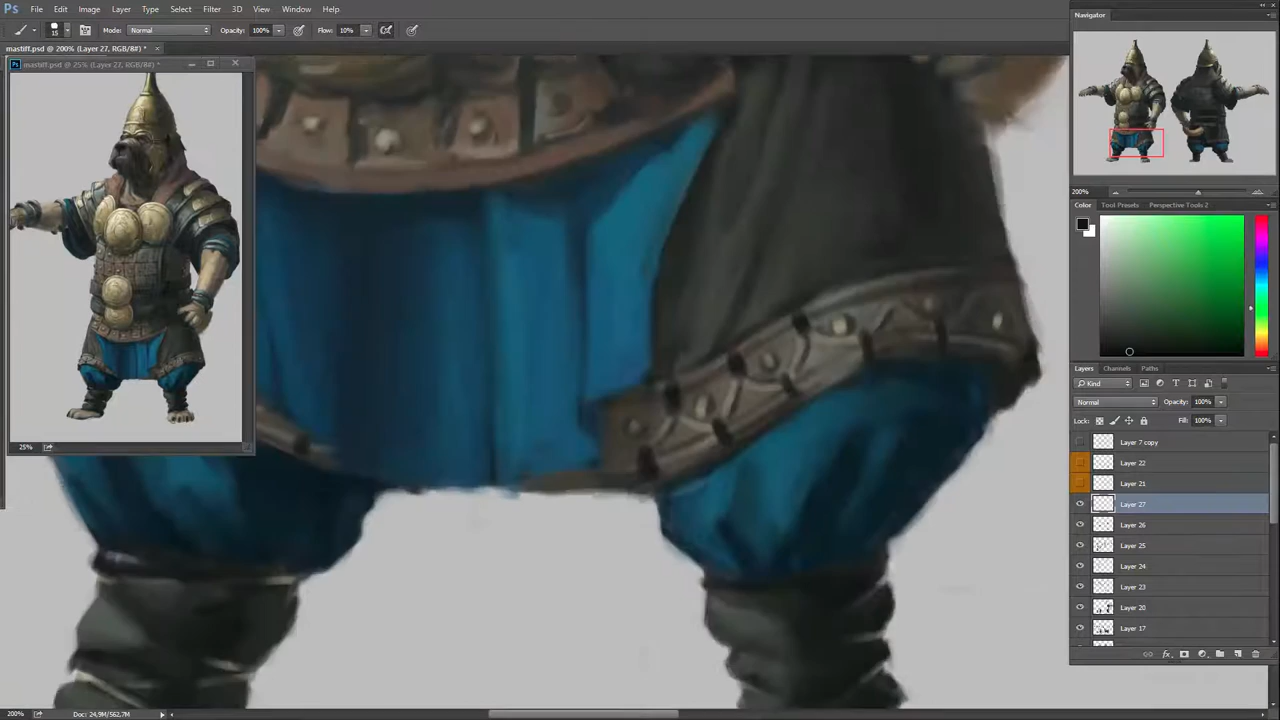 Ps File Edit Image Layer Type Select Filter 3D View Window Help
15 Mode: Normal Opacity: 100% Flow: 10%
mastiff.psd @ 200% (Layer 27, RGB/8#) * ×
Ps mastiff.psd @ 25% (Layer 27, RGB/8#) *
25%
Navigator
200%
Color Tool Presets Perspective Tools 2
Layers Channels Paths
Kind
Normal Opacity: 100%
Lock: Fill: 100%
Layer 7 copy
Layer 22
Layer 21
Layer 27
Layer 26
Layer 25
Layer 24
Layer 23
Layer 20
Layer 17
fx
200% Doc: 24,9M/562,7M